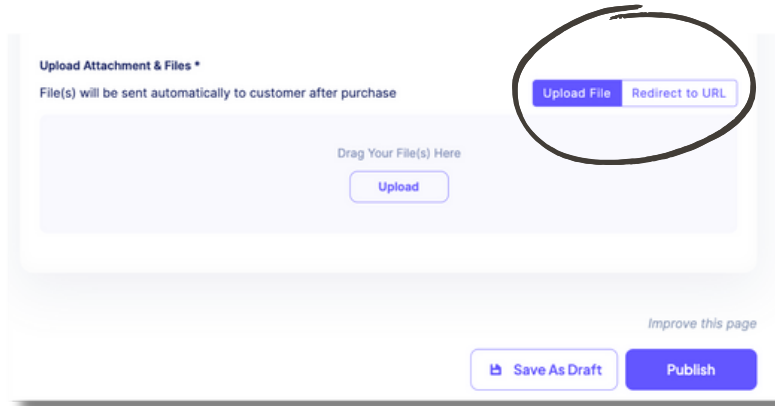 Upload Attachment & Files *
File(s) will be sent automatically to customer after purchase
Upload File
Redirect to URL
Drag Your File(s) Here
Upload
Improve this page
Save As Draft
Publish